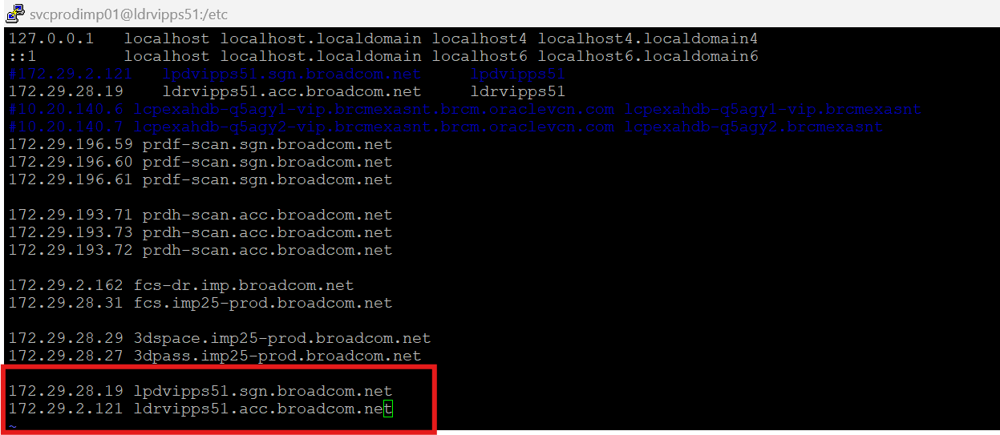 svcprodimp01@ldrvipps51:/etc
127.0.0.1   localhost localhost.localdomain localhost4 localhost4.localdomain4
::1         localhost localhost.localdomain localhost6 localhost6.localdomain6
#172.29.2.121   lpdvipps51.sgn.broadcom.net     lpdvipps51
172.29.28.19    ldrvipps51.acc.broadcom.net     ldrvipps51
#10.20.140.6 lcpexahdb-q5aqy1-vip.brcmexasnt.brcm.oraclevcn.com lcpexahdb-q5aqy1-vip.brcmexasnt
#10.20.140.7 lcpexahdb-q5aqy2-vip.brcmexasnt.brcm.oraclevcn.com lcpexahdb-q5aqy2.brcmexasnt
172.29.196.59 prdf-scan.sgn.broadcom.net
172.29.196.60 prdf-scan.sgn.broadcom.net
172.29.196.61 prdf-scan.sgn.broadcom.net
172.29.193.71 prdh-scan.acc.broadcom.net
172.29.193.73 prdh-scan.acc.broadcom.net
172.29.193.72 prdh-scan.acc.broadcom.net
172.29.2.162 fcs-dr.imp.broadcom.net
172.29.28.31 fcs.imp25-prod.broadcom.net
172.29.28.29 3dspace.imp25-prod.broadcom.net
172.29.28.27 3dpass.imp25-prod.broadcom.net
172.29.28.19 lpdvipps51.sgn.broadcom.net
172.29.2.121 ldrvipps51.acc.broadcom.net
~